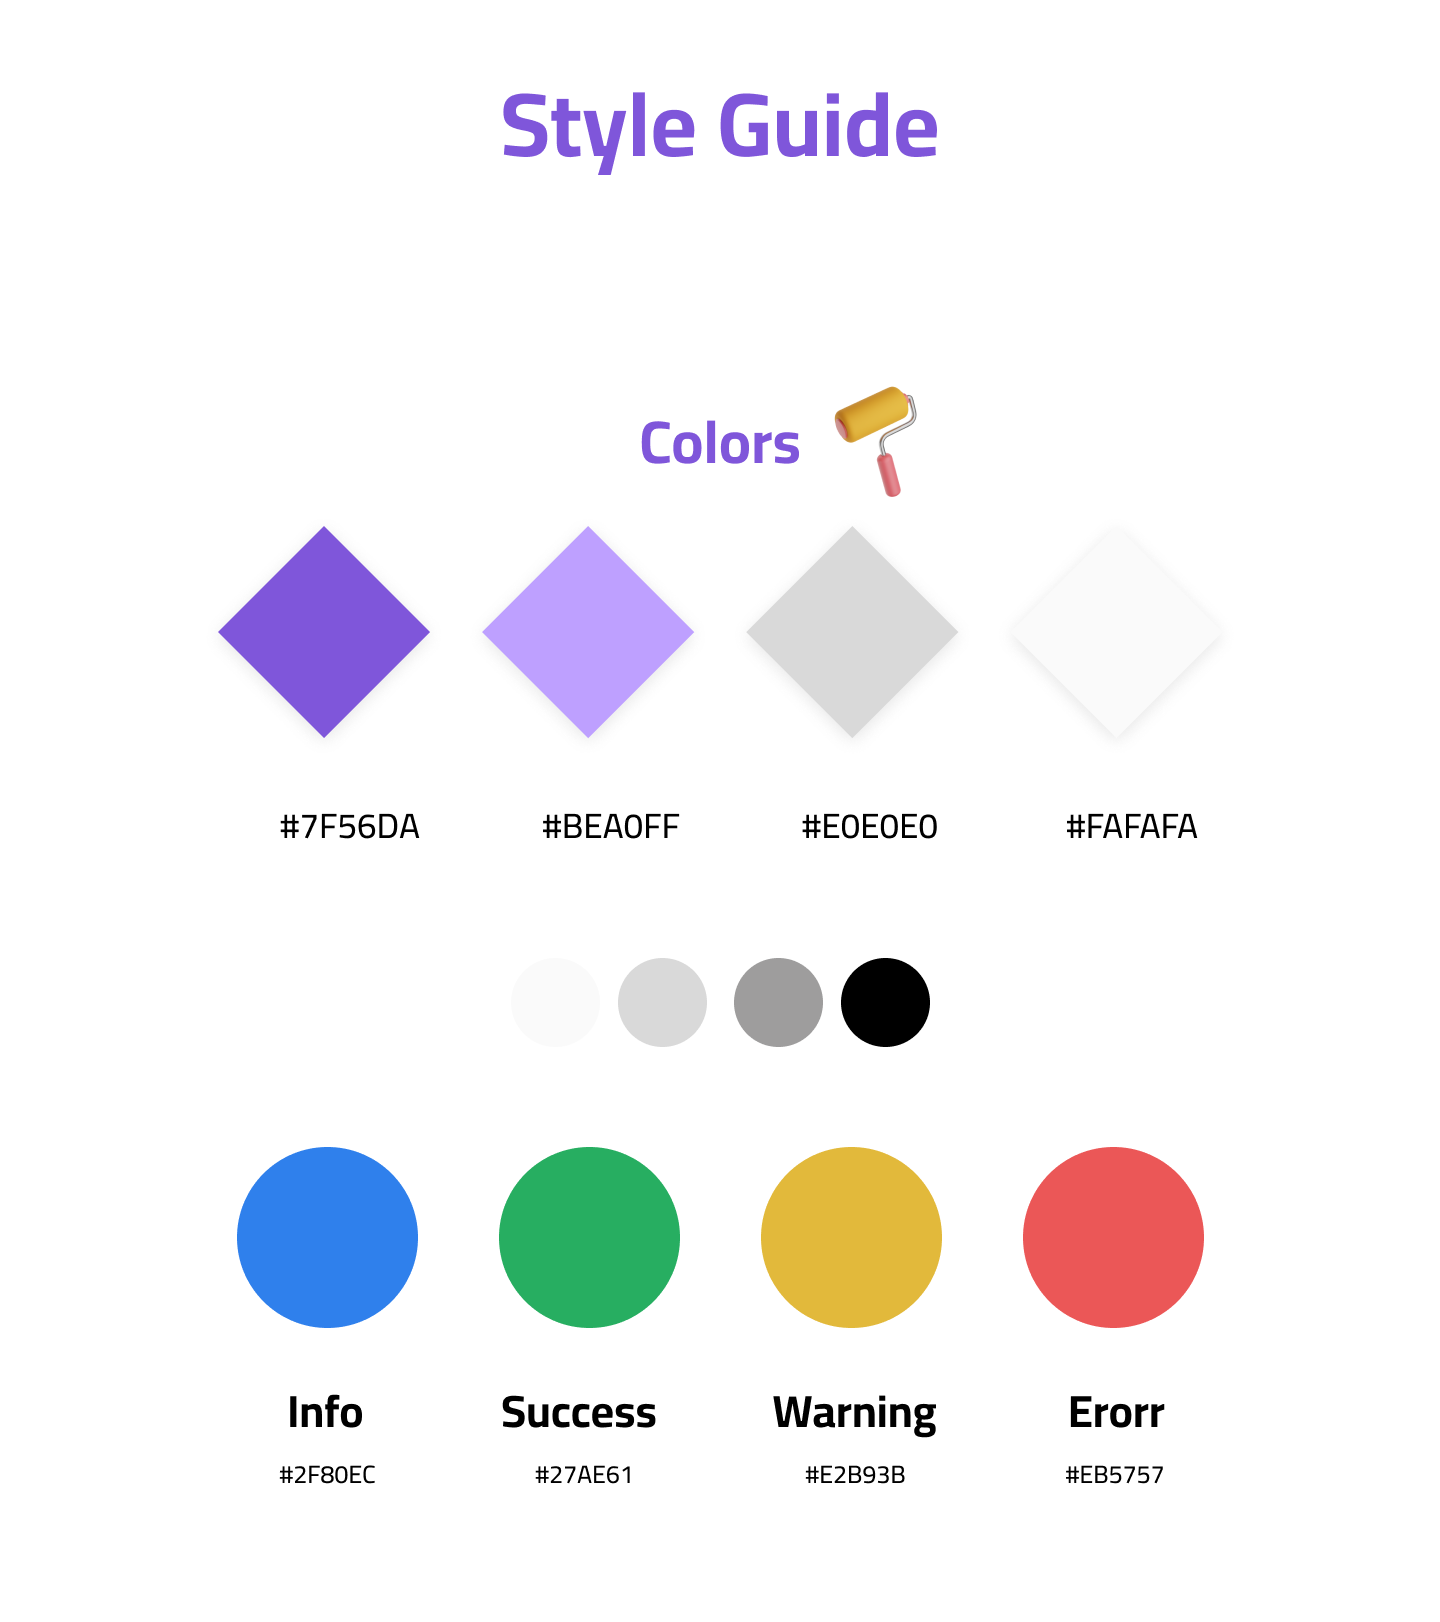 Style Guide
Colors
#7F56DA #BEA0FF #E0E0E0 #FAFAFA
Info Success Warning Erorr
#2F80EC #27AE61 #E2B93B #EB5757